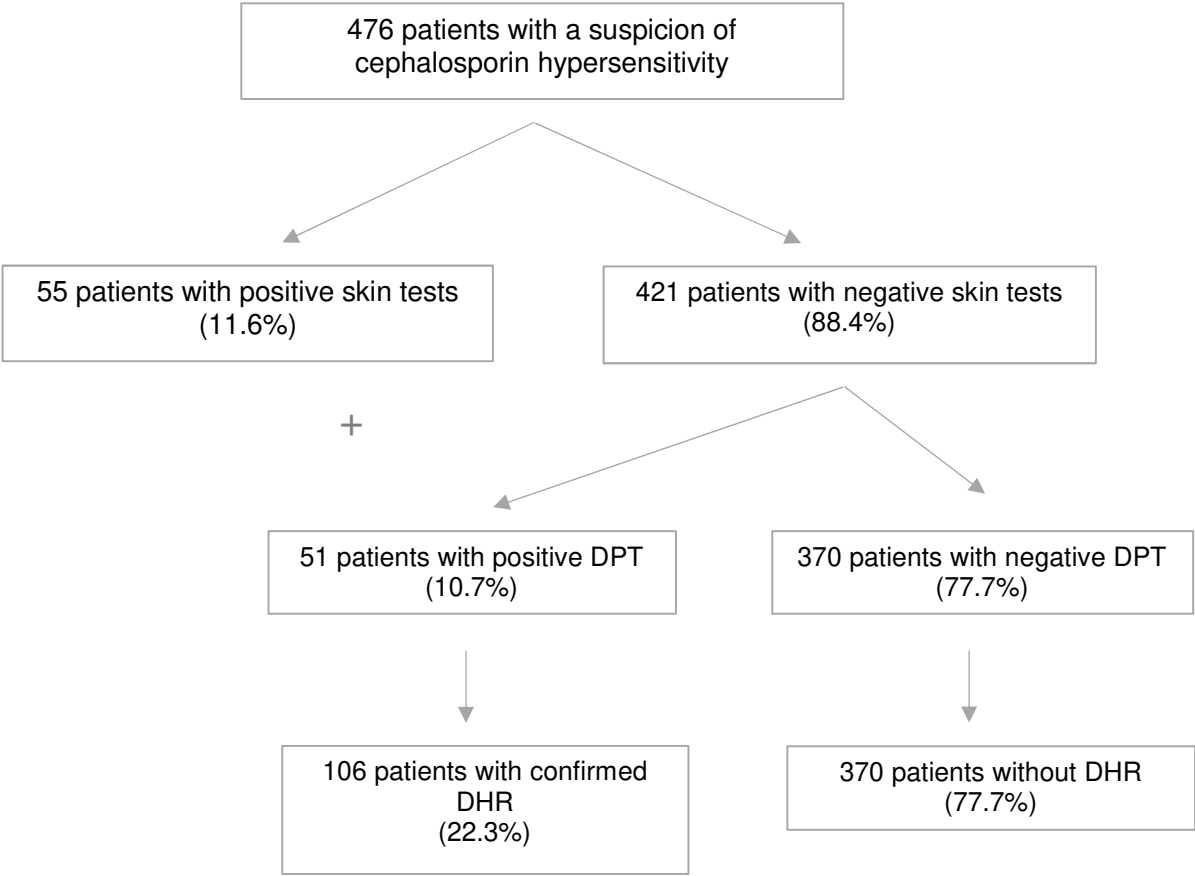 476 patients with a suspicion of
cephalosporin hypersensitivity
55 patients with positive skin tests
(11.6%)
421 patients with negative skin tests
(88.4%)
+
51 patients with positive DPT
(10.7%)
370 patients with negative DPT
(77.7%)
106 patients with confirmed
DHR
(22.3%)
370 patients without DHR
(77.7%)